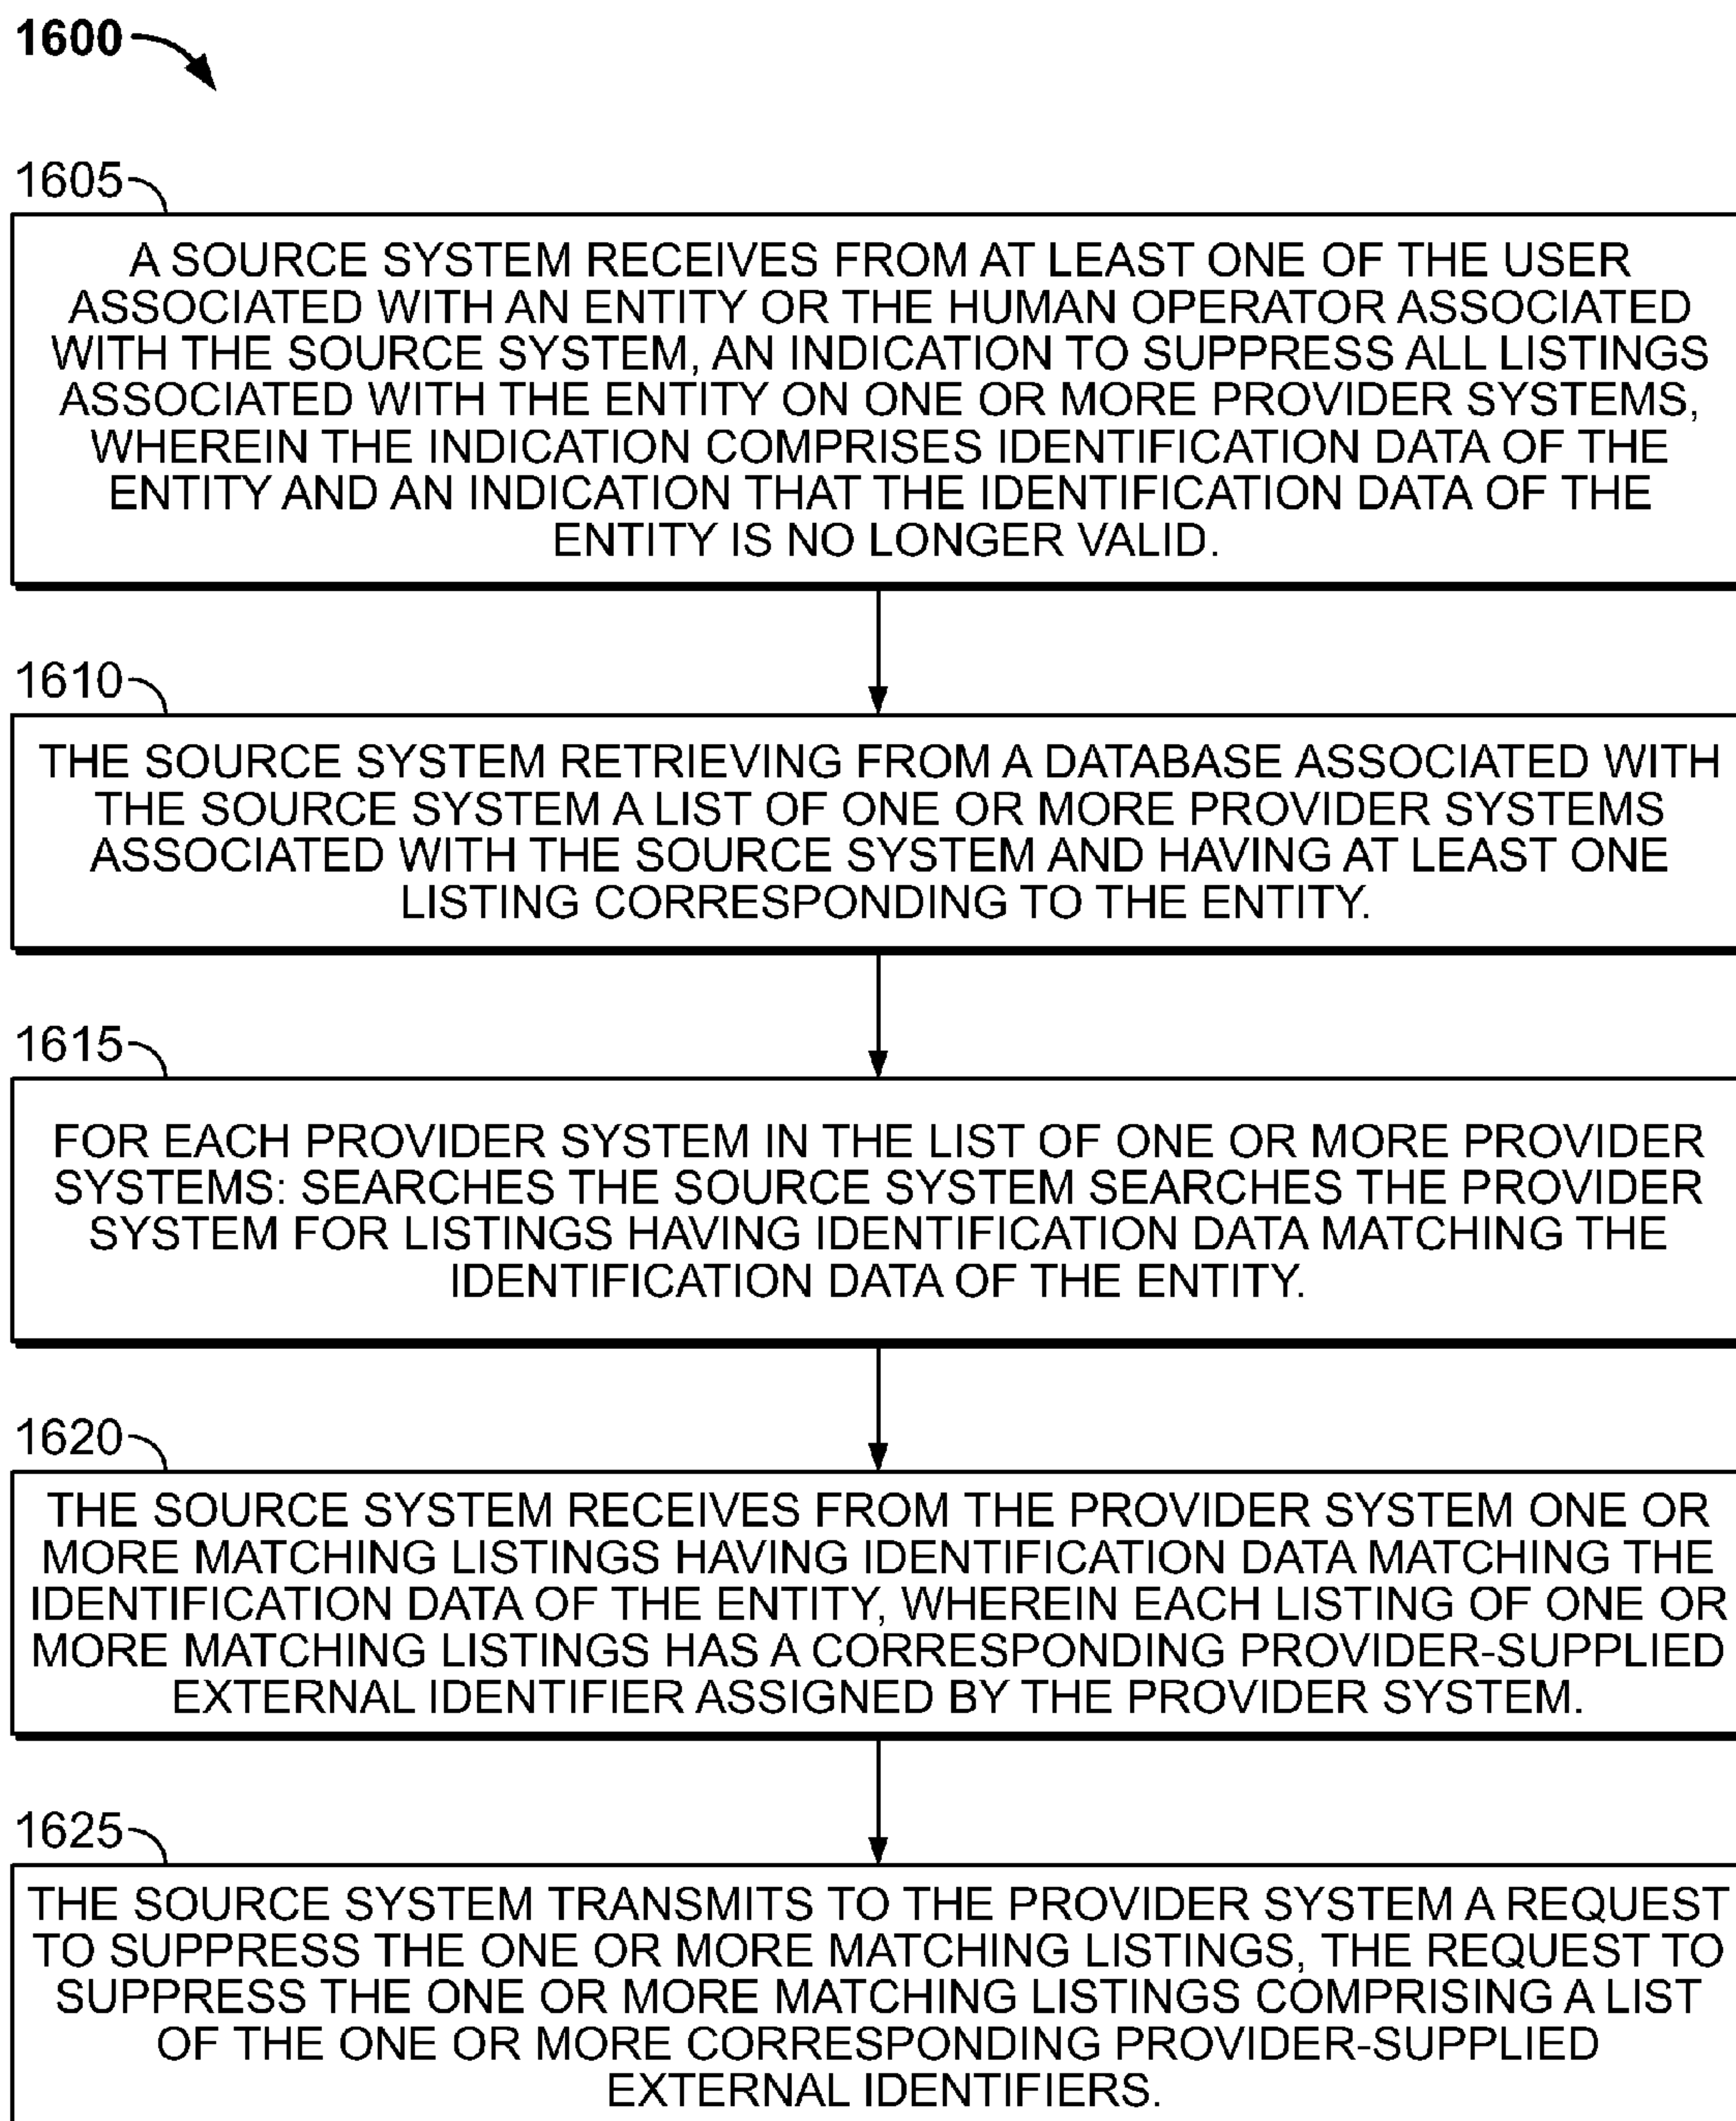 1600
1605
A SOURCE SYSTEM RECEIVES FROM AT LEAST ONE OF THE USER
ASSOCIATED WITH AN ENTITY OR THE HUMAN OPERATOR ASSOCIATED
WITH THE SOURCE SYSTEM, AN INDICATION TO SUPPRESS ALL LISTINGS
ASSOCIATED WITH THE ENTITY ON ONE OR MORE PROVIDER SYSTEMS,
WHEREIN THE INDICATION COMPRISES IDENTIFICATION DATA OF THE
ENTITY AND AN INDICATION THAT THE IDENTIFICATION DATA OF THE
ENTITY IS NO LONGER VALID.
1610
THE SOURCE SYSTEM RETRIEVING FROM A DATABASE ASSOCIATED WITH
THE SOURCE SYSTEM A LIST OF ONE OR MORE PROVIDER SYSTEMS
ASSOCIATED WITH THE SOURCE SYSTEM AND HAVING AT LEAST ONE
LISTING CORRESPONDING TO THE ENTITY.
1615
FOR EACH PROVIDER SYSTEM IN THE LIST OF ONE OR MORE PROVIDER
SYSTEMS: SEARCHES THE SOURCE SYSTEM SEARCHES THE PROVIDER
SYSTEM FOR LISTINGS HAVING IDENTIFICATION DATA MATCHING THE
IDENTIFICATION DATA OF THE ENTITY.
1620
THE SOURCE SYSTEM RECEIVES FROM THE PROVIDER SYSTEM ONE OR
MORE MATCHING LISTINGS HAVING IDENTIFICATION DATA MATCHING THE
IDENTIFICATION DATA OF THE ENTITY, WHEREIN EACH LISTING OF ONE OR
MORE MATCHING LISTINGS HAS A CORRESPONDING PROVIDER-SUPPLIED
EXTERNAL IDENTIFIER ASSIGNED BY THE PROVIDER SYSTEM.
1625
THE SOURCE SYSTEM TRANSMITS TO THE PROVIDER SYSTEM A REQUEST
TO SUPPRESS THE ONE OR MORE MATCHING LISTINGS, THE REQUEST TO
SUPPRESS THE ONE OR MORE MATCHING LISTINGS COMPRISING A LIST
OF THE ONE OR MORE CORRESPONDING PROVIDER-SUPPLIED
EXTERNAL IDENTIFIERS.